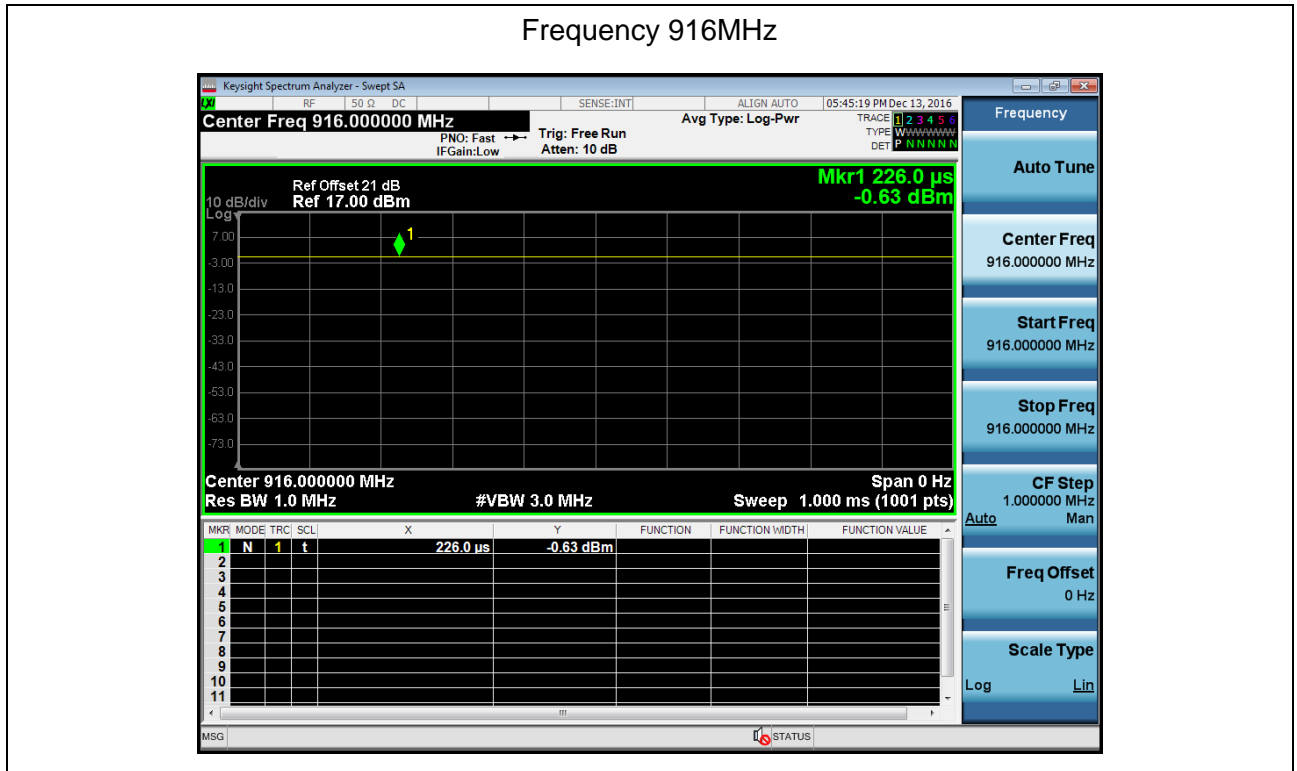 Frequency 916MHz
Keysight Spectrum Analyzer - Swept SA
LXI RF 50 Ω DC SENSE:INT ALIGN AUTO 05:45:19 PM Dec 13, 2016
Center Freq 916.000000 MHz Avg Type: Log-Pwr TRACE 1 2 3 4 5 6
PNO: Fast Trig: Free Run TYPE WWWWWW
IFGain:Low Atten: 10 dB DET P N N N N N
Mkr1 226.0 µs
-0.63 dBm
Ref Offset 21 dB
10 dB/div Ref 17.00 dBm
Log
1
7.00
-3.00
-13.0
-23.0
-33.0
-43.0
-53.0
-63.0
-73.0
Center 916.000000 MHz Span 0 Hz
Res BW 1.0 MHz #VBW 3.0 MHz Sweep 1.000 ms (1001 pts)
MKR MODE TRC SCL X Y FUNCTION FUNCTION WIDTH FUNCTION VALUE
1 N 1 t 226.0 µs -0.63 dBm
2
3
4
5
6
7
8
9
10
11
MSG STATUS
Frequency
Auto Tune
Center Freq
916.000000 MHz
Start Freq
916.000000 MHz
Stop Freq
916.000000 MHz
CF Step
1.000000 MHz
Auto Man
Freq Offset
0 Hz
Scale Type
Log Lin